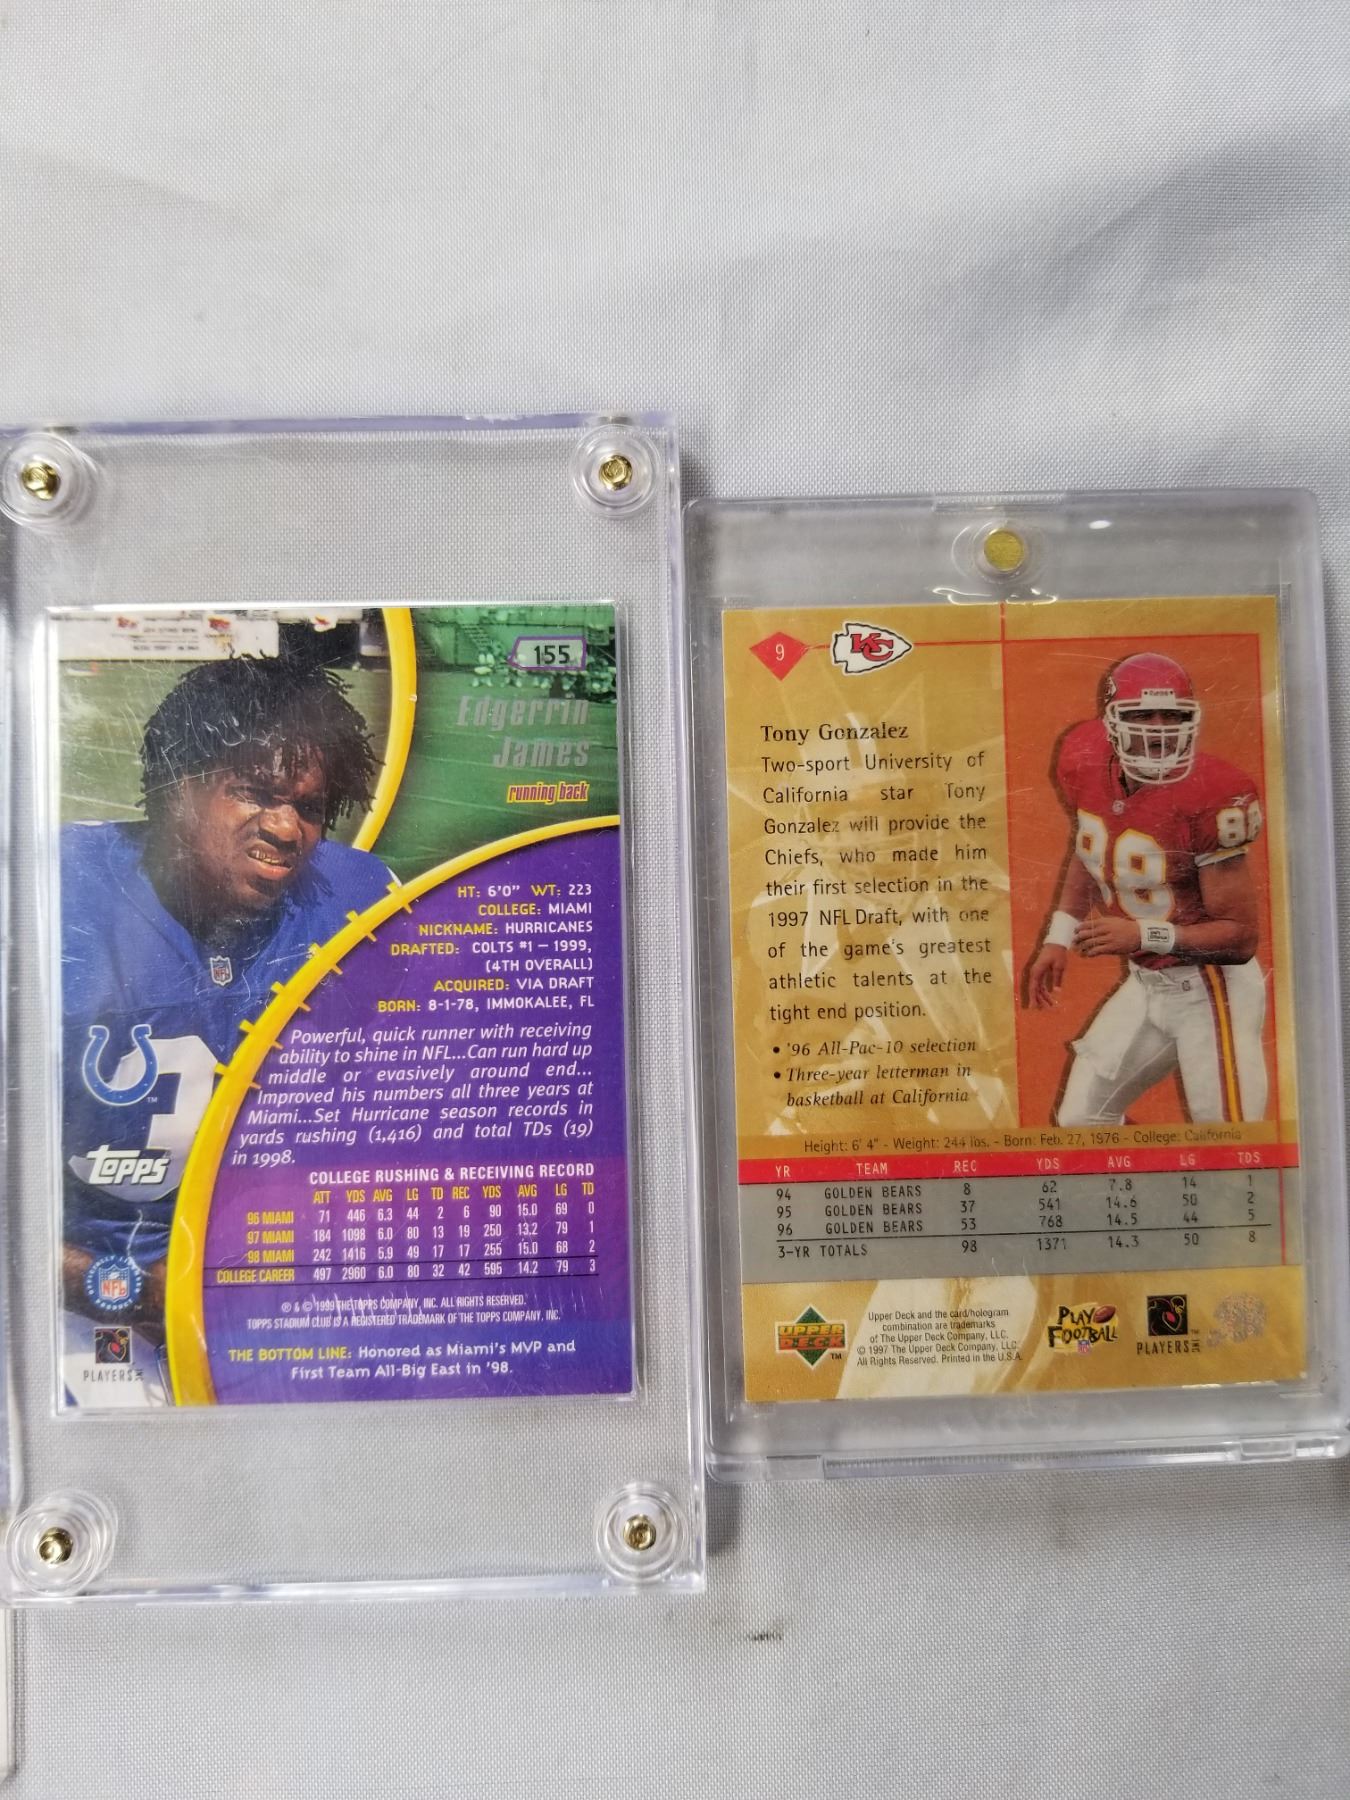 155
Edgerrin
James
running back
HT: 6'0" WT: 223
COLLEGE: MIAMI
NICKNAME: HURRICANES
DRAFTED: COLTS #1 – 1999,
(4TH OVERALL)
ACQUIRED: VIA DRAFT
BORN: 8-1-78, IMMOKALEE, FL
Powerful, quick runner with receiving
ability to shine in NFL...Can run hard up
middle or evasively around end...
Improved his numbers all three years at
Miami...Set Hurricane season records in
yards rushing (1,416) and total TDs (19)
in 1998.
Topps
COLLEGE RUSHING & RECEIVING RECORD
ATT YDS AVG LG TD REC YDS AVG LG TD
96 MIAMI 71 446 6.3 44 2 6 90 15.0 69 0
97 MIAMI 184 1098 6.0 80 13 19 250 13.2 79 1
98 MIAMI 242 1416 5.9 49 17 17 255 15.0 68 2
COLLEGE CAREER 497 2960 6.0 80 32 42 595 14.2 79 3
® & © 1999 THE TOPPS COMPANY, INC. ALL RIGHTS RESERVED.
TOPPS STADIUM CLUB IS A REGISTERED TRADEMARK OF THE TOPPS COMPANY, INC.
THE BOTTOM LINE: Honored as Miami's MVP and
First Team All-Big East in '98.
NFL
PLAYERS INC
9
KC
Tony Gonzalez
Two-sport University of
California star Tony
Gonzalez will provide the
Chiefs, who made him
their first selection in the
1997 NFL Draft, with one
of the game's greatest
athletic talents at the
tight end position.
• '96 All-Pac-10 selection
• Three-year letterman in
basketball at California
88
Height: 6' 4" - Weight: 244 lbs. - Born: Feb. 27, 1976 - College: California
YR TEAM REC YDS AVG LG TDS
94 GOLDEN BEARS 8 62 7.8 14 1
95 GOLDEN BEARS 37 541 14.6 50 2
96 GOLDEN BEARS 53 768 14.5 44 5
3-YR TOTALS 98 1371 14.3 50 8
UPPER
DECK
TM
Upper Deck and the card/hologram
combination are trademarks
of The Upper Deck Company, LLC.
© 1997 The Upper Deck Company, LLC.
All Rights Reserved. Printed in the U.S.A.
PLAY
FOOTBALL
PLAYERS INC